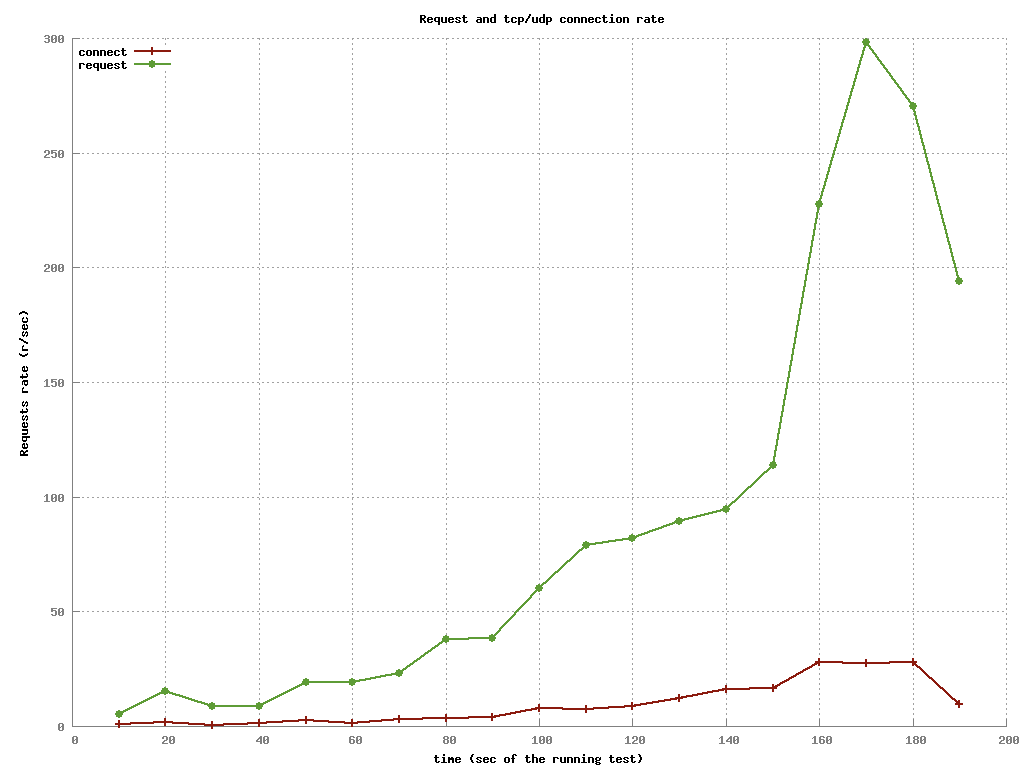 Request and tcp/udp connection rate
connect
request
300
250
200
150
100
50
0
Requests rate (r/sec)
0 20 40 60 80 100 120 140 160 180 200
time (sec of the running test)